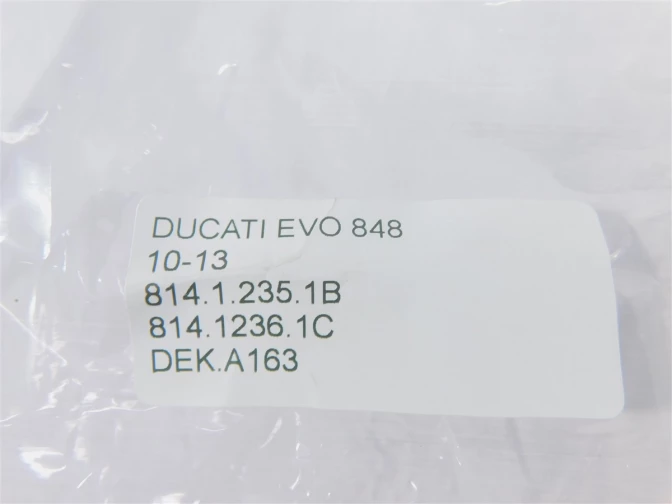 DUCATI EVO 848
10-13
814.1.235.1B
814.1236.1C
DEK.A163